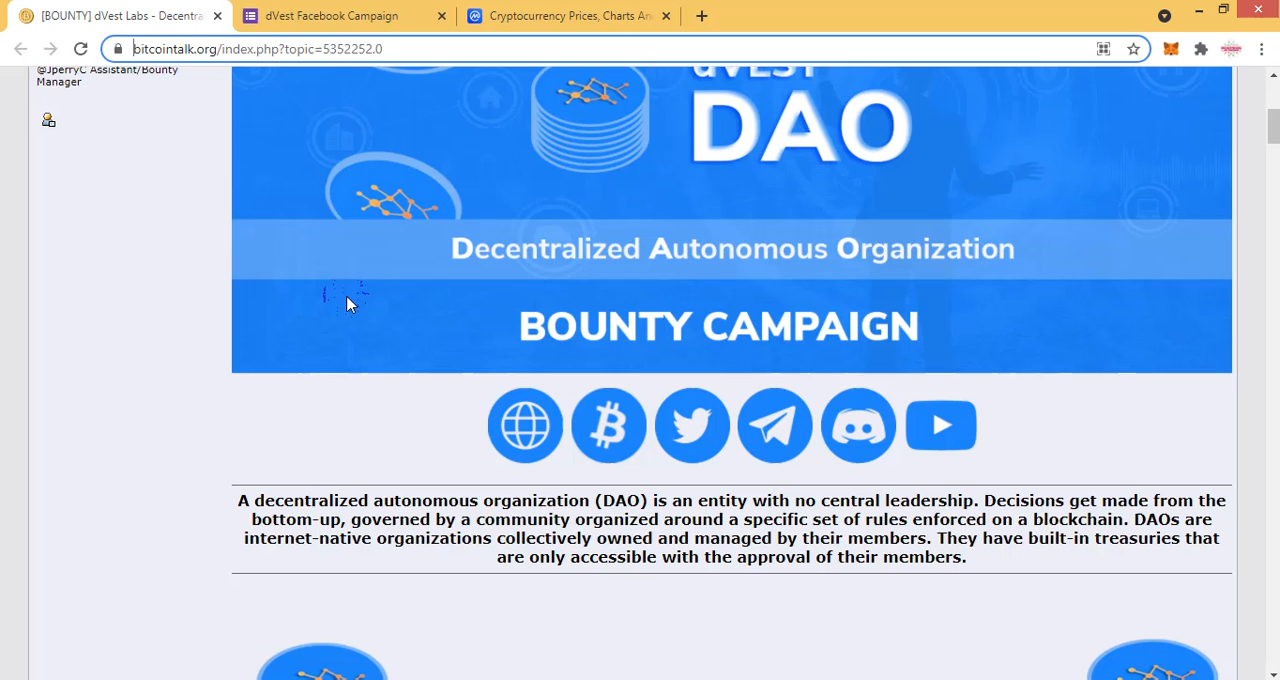 [BOUNTY] dVest Labs - Decentra
dVest Facebook Campaign
Cryptocurrency Prices, Charts An
bitcointalk.org/index.php?topic=5352252.0
@JperryC Assistant/Bounty
Manager
dVEST
DAO
Decentralized Autonomous Organization
BOUNTY CAMPAIGN
A decentralized autonomous organization (DAO) is an entity with no central leadership. Decisions get made from the
bottom-up, governed by a community organized around a specific set of rules enforced on a blockchain. DAOs are
internet-native organizations collectively owned and managed by their members. They have built-in treasuries that
are only accessible with the approval of their members.